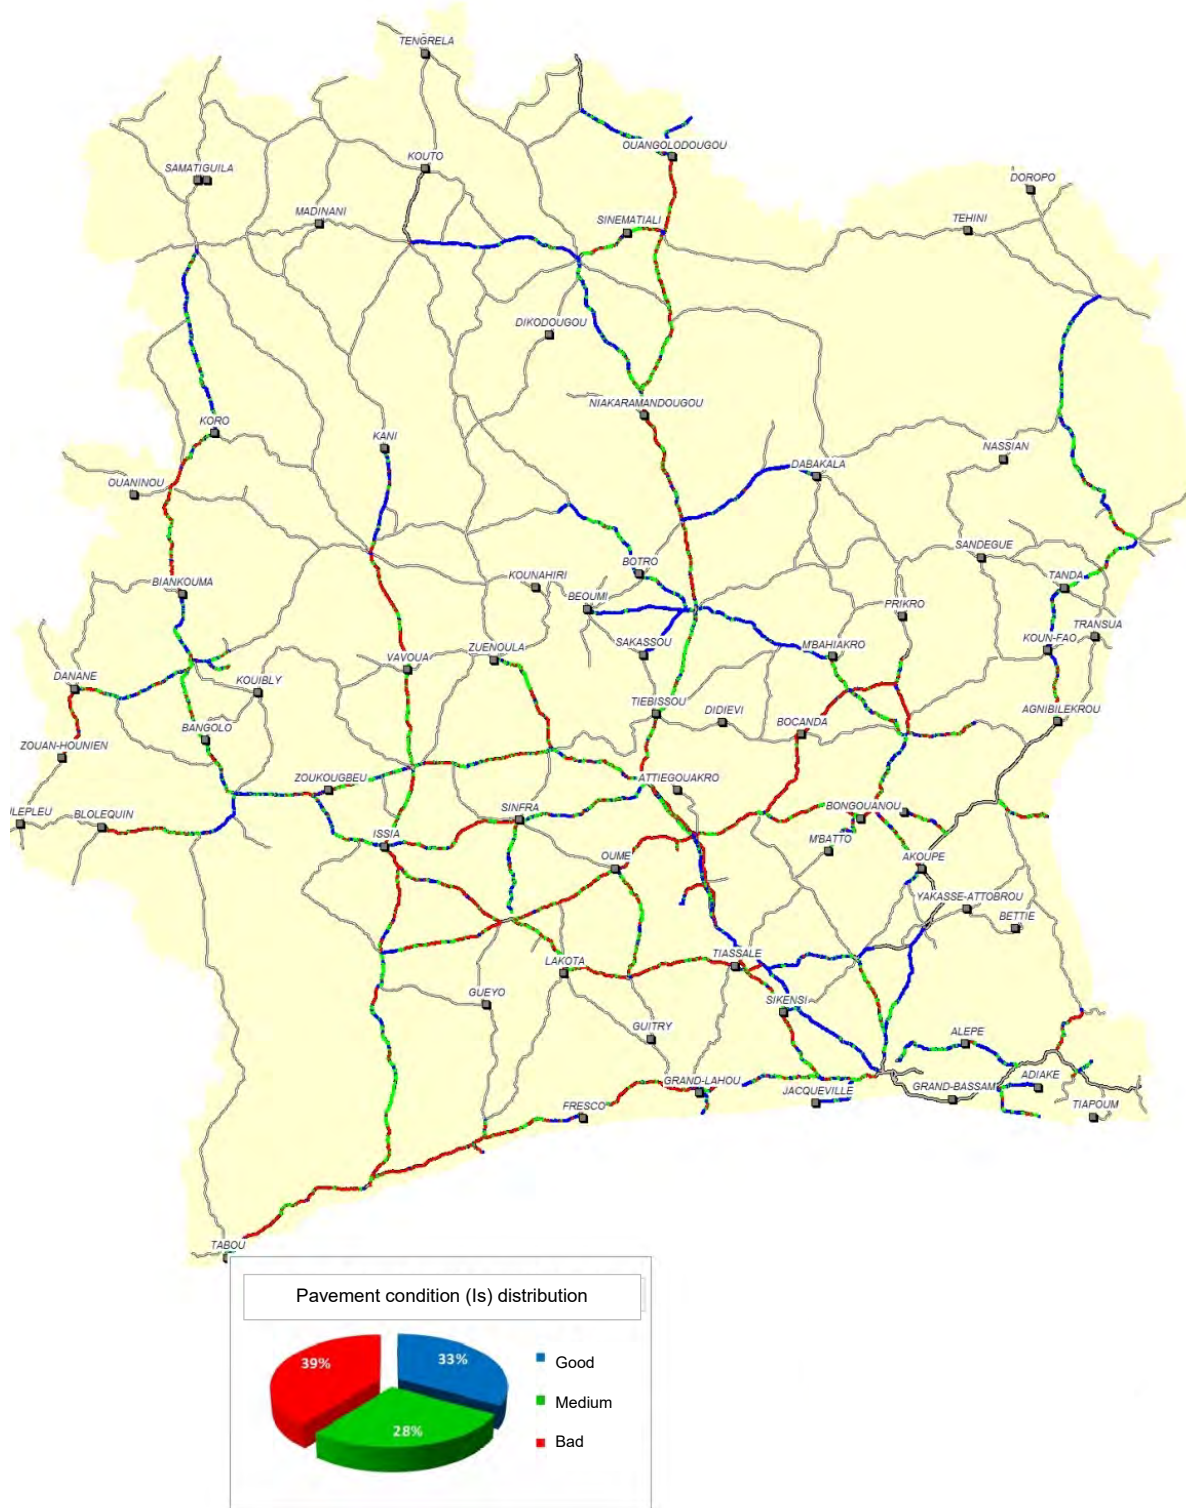 TENGRELA
OUANGOLODOUGOU
KOUTO
SAMATIGUILA
DOROPO
MADINANI
SINEMATIALI
TEHINI
DIKODOUGOU
NIAKARAMANDOUGOU
KORO
KANI
NASSIAN
DABAKALA
OUANINOU
SANDEGUE
BOTRO
BIANKOUMA
KOUNAHIRI
TANDA
BEOUMI
PRIKRO
TRANSUA
SAKASSOU
M'BAHIAKRO
KOUN-FAO
ZUENOULA
VAVOUA
DANANE
KOUIBLY
TIEBISSOU
DIDIEVI
BOCANDA
AGNIBILEKROU
BANGOLO
ZOUAN-HOUNIEN
ZOUKOUGBEU
ATTIEGOUAKRO
ULEPLEU
BLOLEQUIN
SINFRA
BONGOUANOU
ISSIA
M'BATTO
OUME
AKOUPE
YAKASSE-ATTOBROU
BETTIE
TIASSALE
LAKOTA
GUEYO
SIKENSI
GUITRY
ALEPE
GRAND-LAHOU
ADIAKE
JACQUEVILLE
GRAND-BASSAM
FRESCO
TIAPOUM
TABOU
Pavement condition (Is) distribution
39%
33%
28%
Good
Medium
Bad